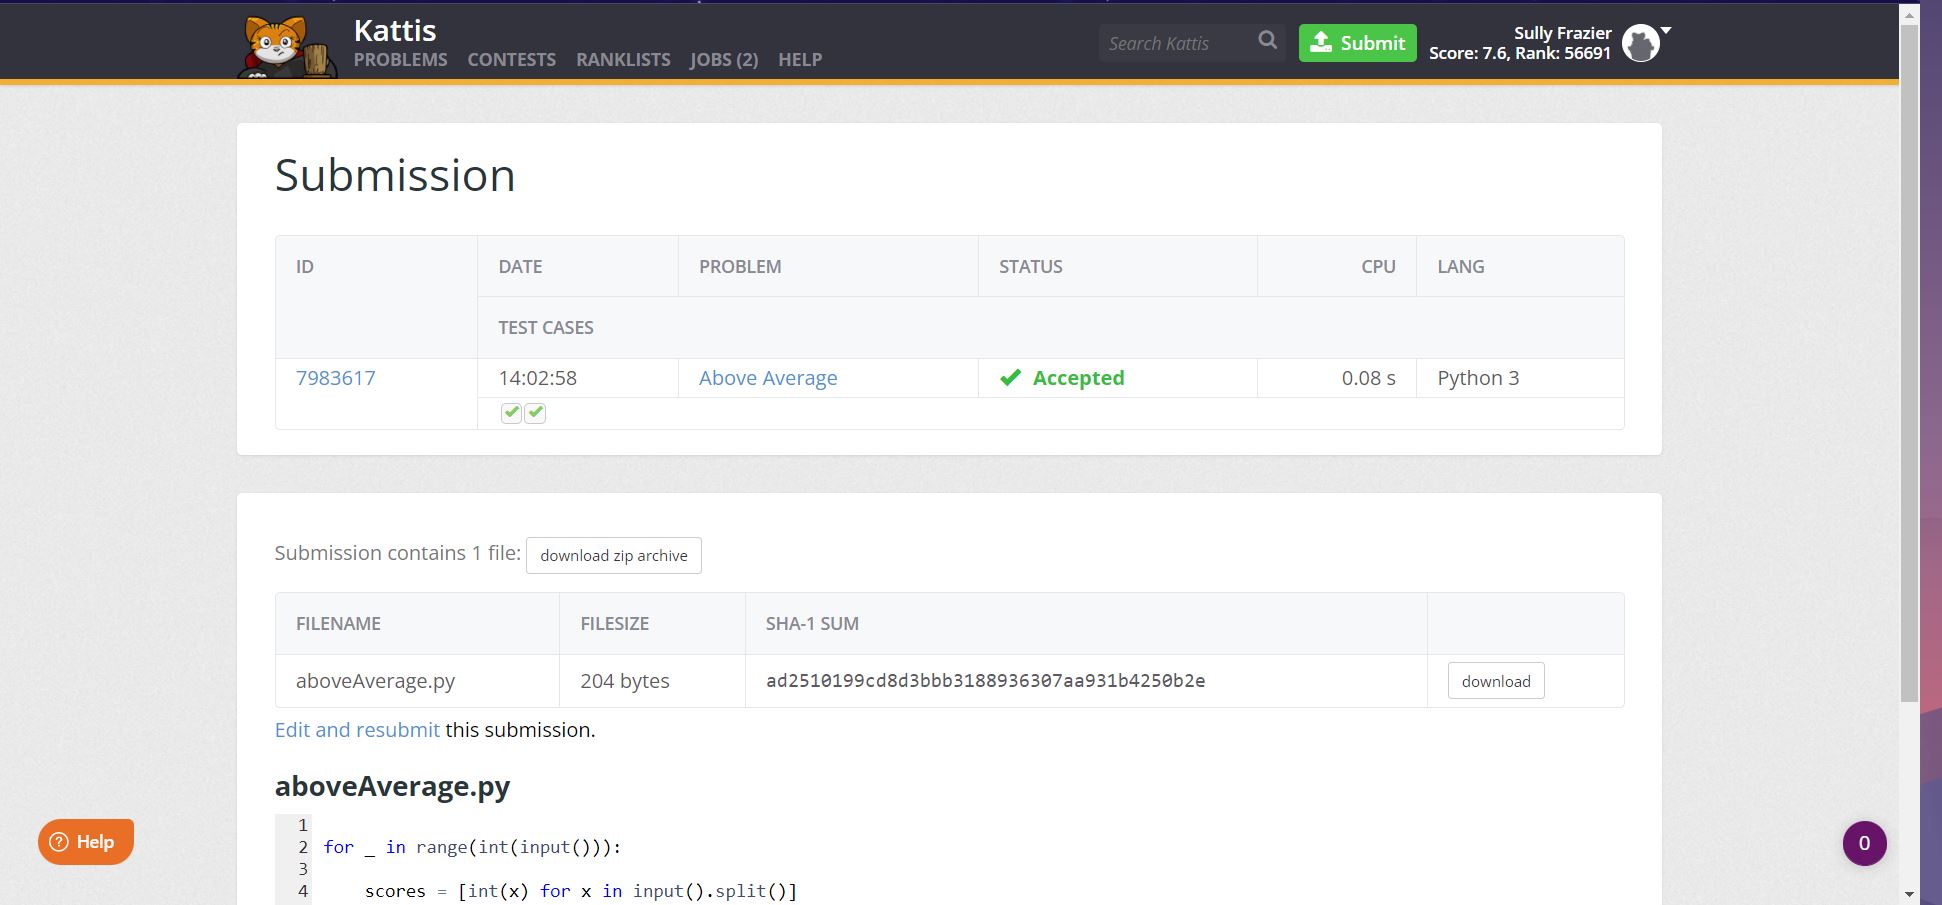 Kattis
PROBLEMS CONTESTS RANKLISTS JOBS (2) HELP
Search Kattis
Submit
Sully Frazier
Score: 7.6, Rank: 56691
Submission
ID DATE PROBLEM STATUS CPU LANG
TEST CASES
7983617 14:02:58 Above Average Accepted 0.08 s Python 3
Submission contains 1 file: download zip archive
FILENAME FILESIZE SHA-1 SUM
aboveAverage.py 204 bytes ad2510199cd8d3bbb3188936307aa931b4250b2e download
Edit and resubmit this submission.
aboveAverage.py
1
2 for _ in range(int(input())):
3
4     scores = [int(x) for x in input().split()]
? Help
0